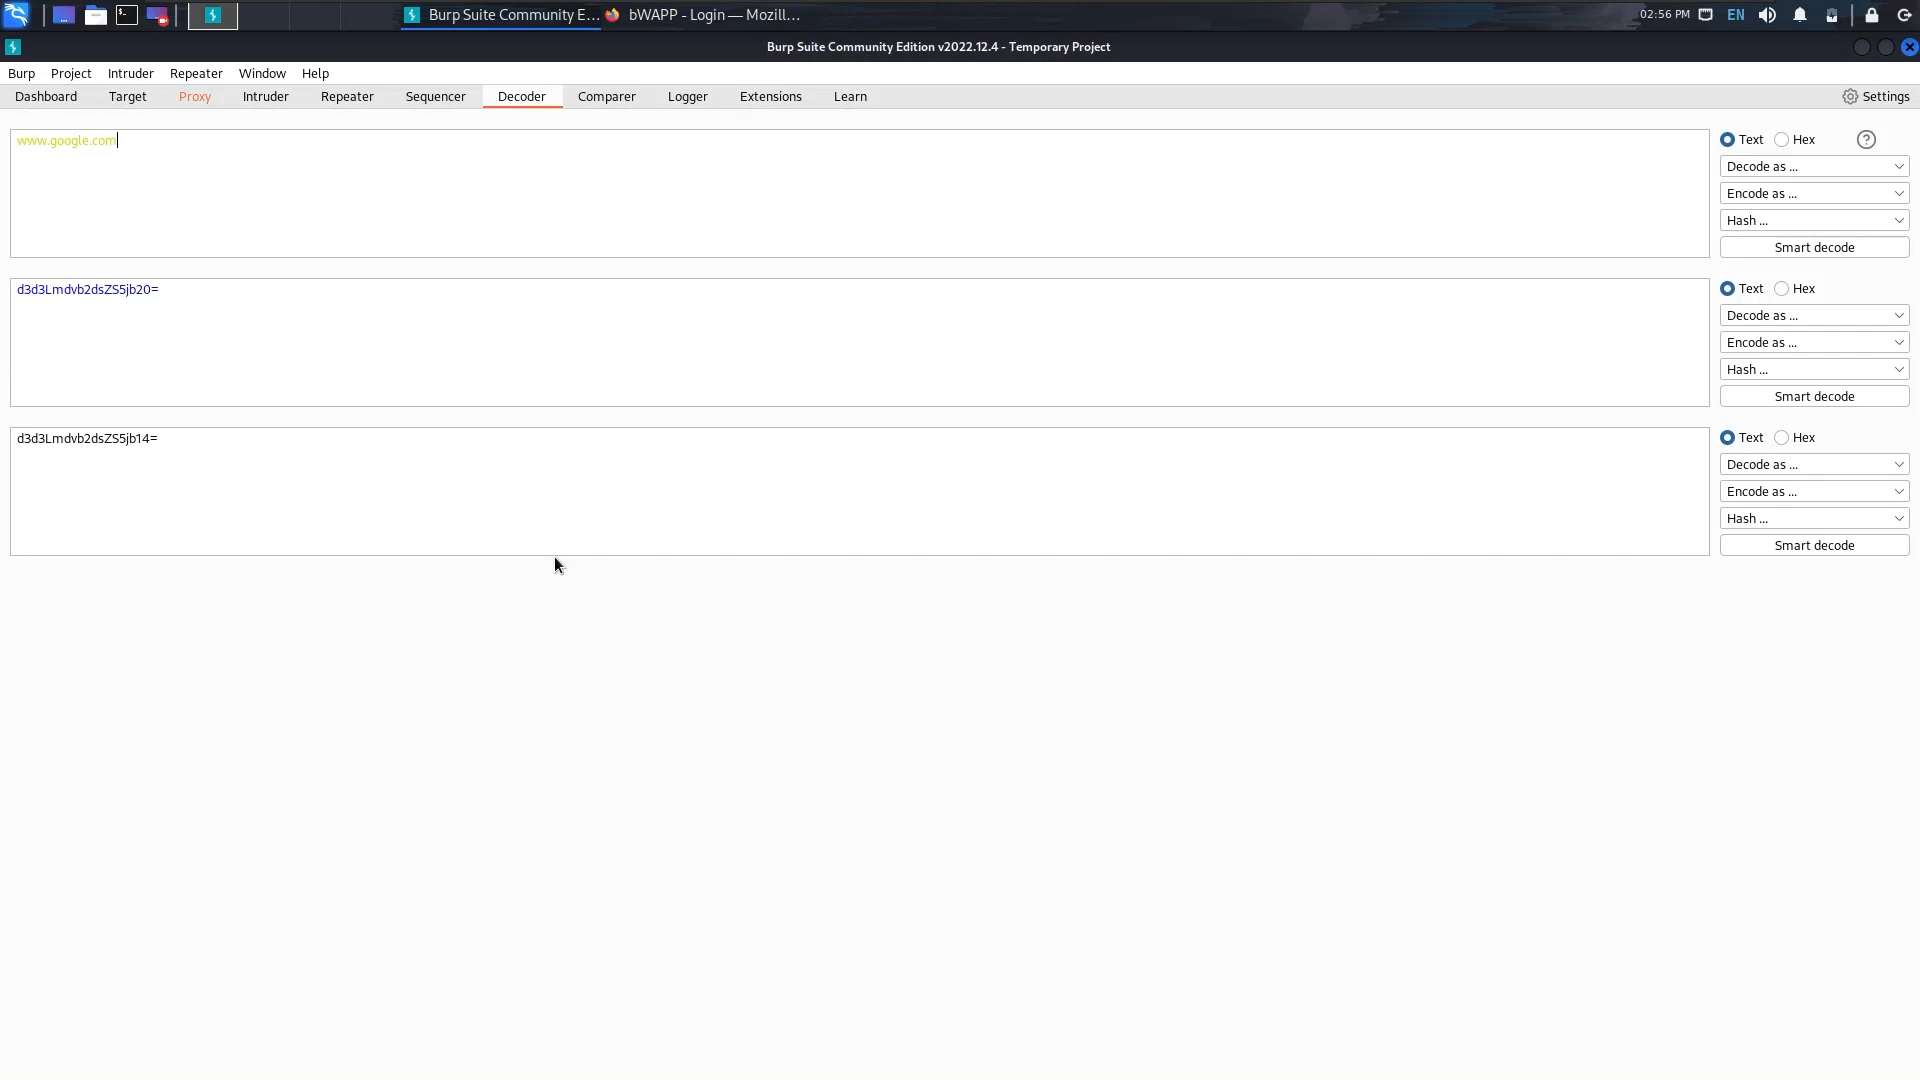 Burp Suite Community E...
bWAPP - Login — Mozill...
02:56 PM
EN
Burp Suite Community Edition v2022.12.4 - Temporary Project
Burp Project Intruder Repeater Window Help
Dashboard Target Proxy Intruder Repeater Sequencer Decoder Comparer Logger Extensions Learn Settings
www.google.com
Text Hex ?
Decode as ...
Encode as ...
Hash ...
Smart decode
d3d3Lmdvb2dsZS5jb20=
Text Hex
Decode as ...
Encode as ...
Hash ...
Smart decode
d3d3Lmdvb2dsZS5jb14=
Text Hex
Decode as ...
Encode as ...
Hash ...
Smart decode